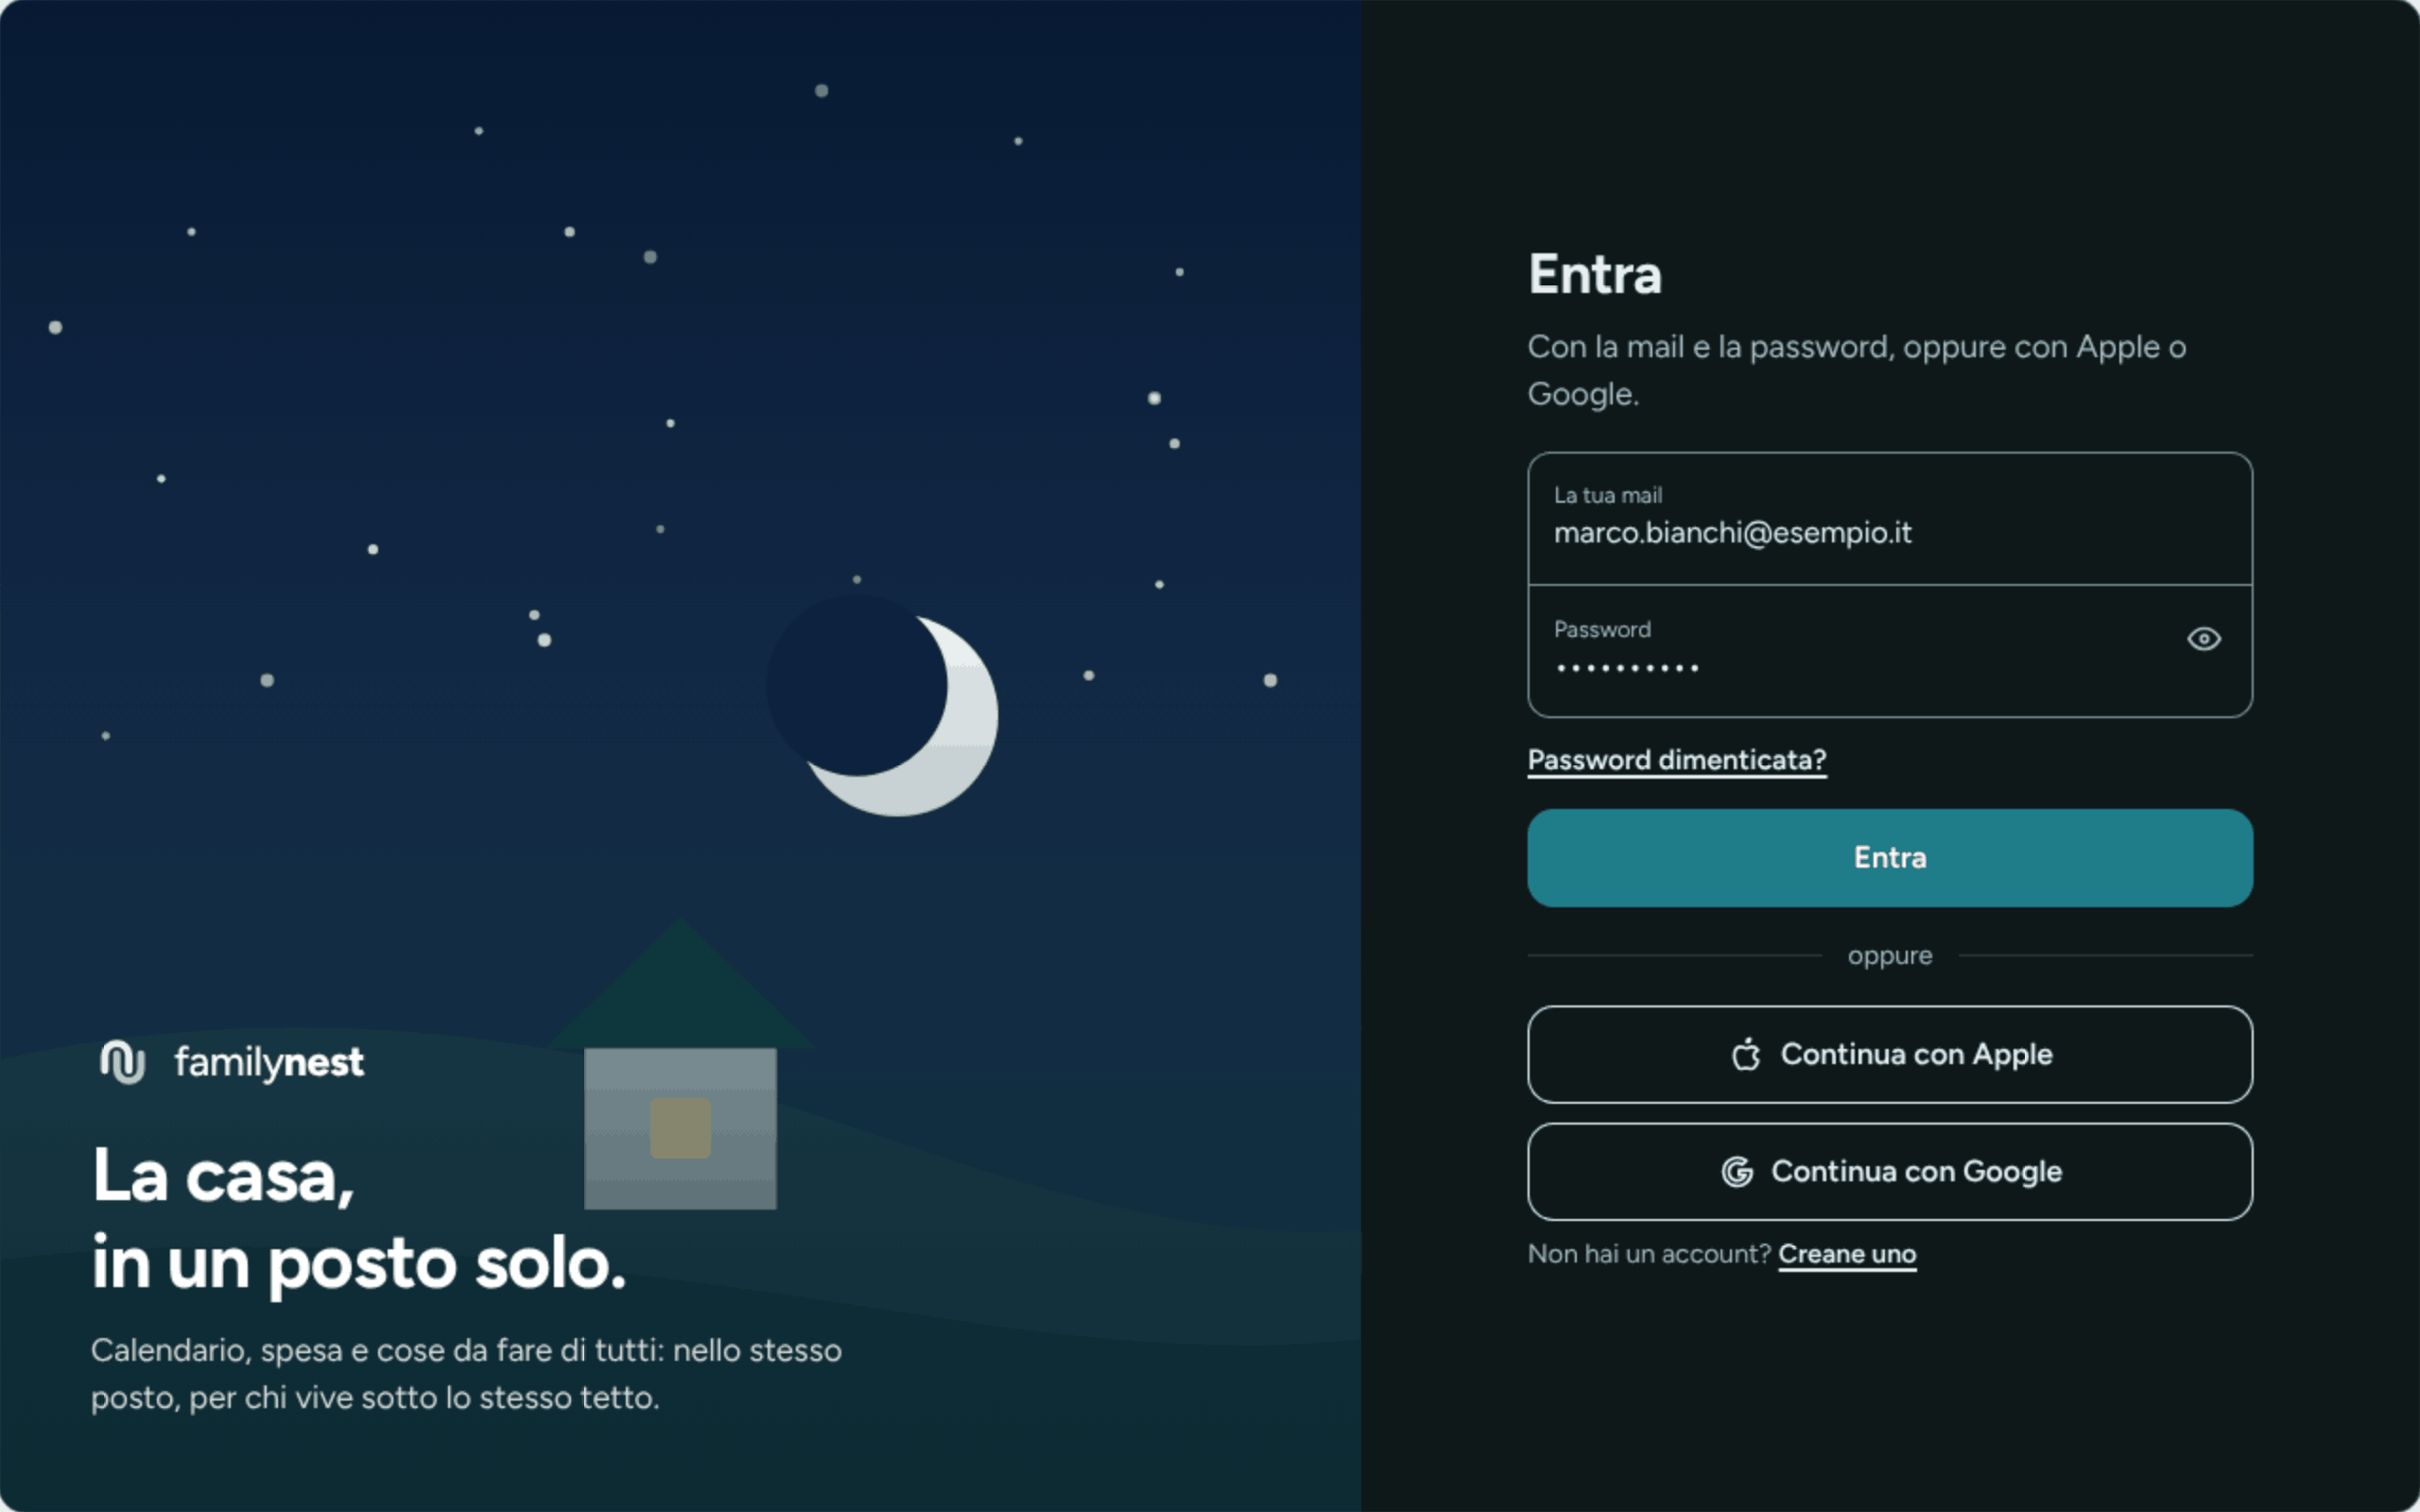 familynest
La casa,
in un posto solo.
Calendario, spesa e cose da fare di tutti: nello stesso
posto, per chi vive sotto lo stesso tetto.
Entra
Con la mail e la password, oppure con Apple o
Google.
La tua mail
marco.bianchi@esempio.it
Password
••••••••••
Password dimenticata?
Entra
oppure
Continua con Apple
Continua con Google
Non hai un account? Creane uno